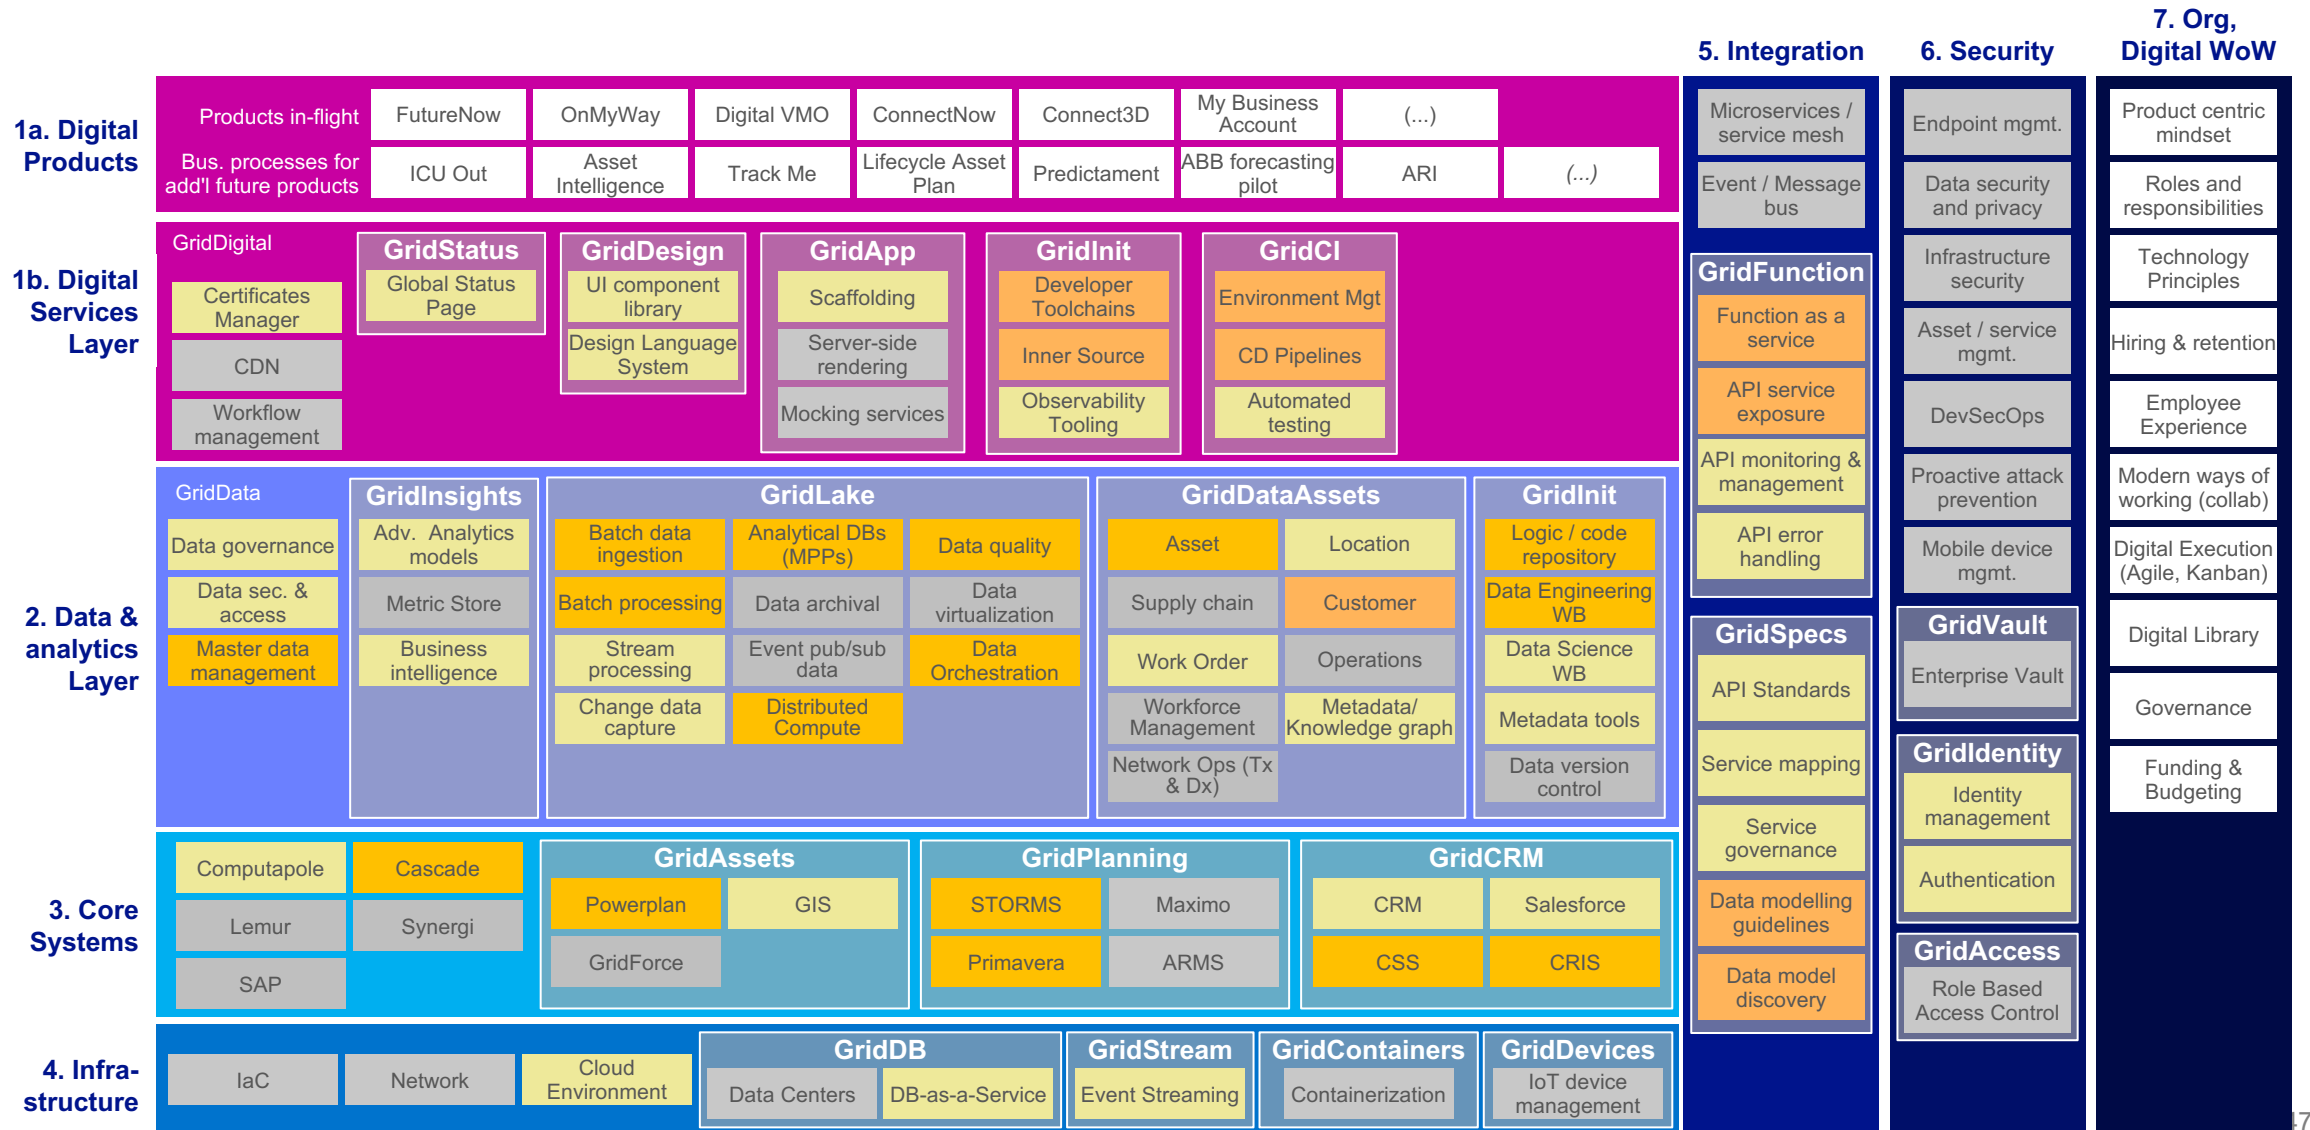 7. Org,
Digital WoW
5. Integration
6. Security
1a. Digital
Products
Products in-flight
FutureNow
OnMyWay
Digital VMO
ConnectNow
Connect3D
My Business
Account
(...)
Bus. processes for
add'l future products
ICU Out
Asset
Intelligence
Track Me
Lifecycle Asset
Plan
Predictament
ABB forecasting
pilot
ARI
(...)
1b. Digital
Services
Layer
GridDigital
Certificates
Manager
CDN
Workflow
management
GridStatus
Global Status
Page
GridDesign
UI component
library
Design Language
System
GridApp
Scaffolding
Server-side
rendering
Mocking services
GridInit
Developer
Toolchains
Inner Source
Observability
Tooling
GridCI
Environment Mgt
CD Pipelines
Automated
testing
2. Data &
analytics
Layer
GridData
Data governance
Data sec. &
access
Master data
management
GridInsights
Adv.  Analytics
models
Metric Store
Business
intelligence
GridLake
Batch data
ingestion
Analytical DBs
(MPPs)
Data quality
Batch processing
Data archival
Data
virtualization
Stream
processing
Event pub/sub
data
Data
Orchestration
Change data
capture
Distributed
Compute
GridDataAssets
Asset
Location
Supply chain
Customer
Work Order
Operations
Workforce
Management
Metadata/
Knowledge graph
Network Ops (Tx
& Dx)
GridInit
Logic / code
repository
Data Engineering
WB
Data Science
WB
Metadata tools
Data version
control
3. Core
Systems
Computapole
Cascade
Lemur
Synergi
SAP
GridAssets
Powerplan
GIS
GridForce
GridPlanning
STORMS
Maximo
Primavera
ARMS
GridCRM
CRM
Salesforce
CSS
CRIS
4. Infra-
structure
IaC
Network
Cloud
Environment
GridDB
Data Centers
DB-as-a-Service
GridStream
Event Streaming
GridContainers
Containerization
GridDevices
IoT device
management
Microservices /
service mesh
Event / Message
bus
GridFunction
Function as a
service
API service
exposure
API monitoring &
management
API error
handling
GridSpecs
API Standards
Service mapping
Service
governance
Data modelling
guidelines
Data model
discovery
Endpoint mgmt.
Data security
and privacy
Infrastructure
security
Asset / service
mgmt.
DevSecOps
Proactive attack
prevention
Mobile device
mgmt.
GridVault
Enterprise Vault
GridIdentity
Identity
management
Authentication
GridAccess
Role Based
Access Control
Product centric
mindset
Roles and
responsibilities
Technology
Principles
Hiring & retention
Employee
Experience
Modern ways of
working (collab)
Digital Execution
(Agile, Kanban)
Digital Library
Governance
Funding &
Budgeting